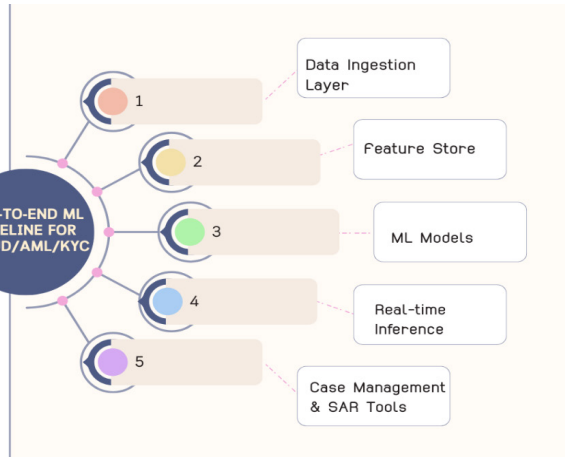 -TO-END ML
ELINE FOR
D/AML/KYC
1
Data Ingestion
Layer
2
Feature Store
3
ML Models
4
Real-time
Inference
5
Case Management
& SAR Tools